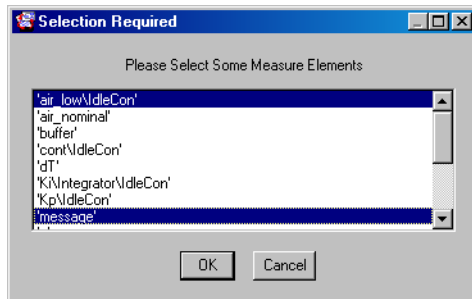 Selection Required
Please Select Some Measure Elements
'air_low\IdleCon'
'air_nominal'
'buffer'
'cont\IdleCon'
'dT'
'Ki\Integrator\IdleCon'
'Kp\IdleCon'
'message'
OK Cancel